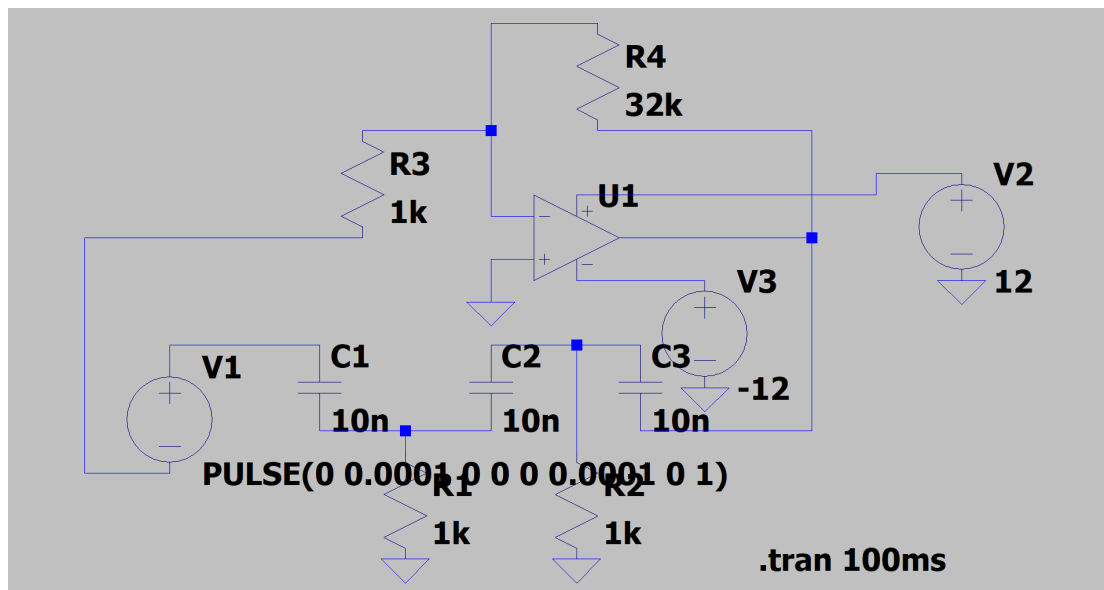 R4
32k
R3
1k
U1
V2
12
V3
-12
V1
C1
10n
C2
10n
C3
10n
PULSE(0 0.0001 0 0 0 0.0001 0 1)
R1
1k
R2
1k
.tran 100ms